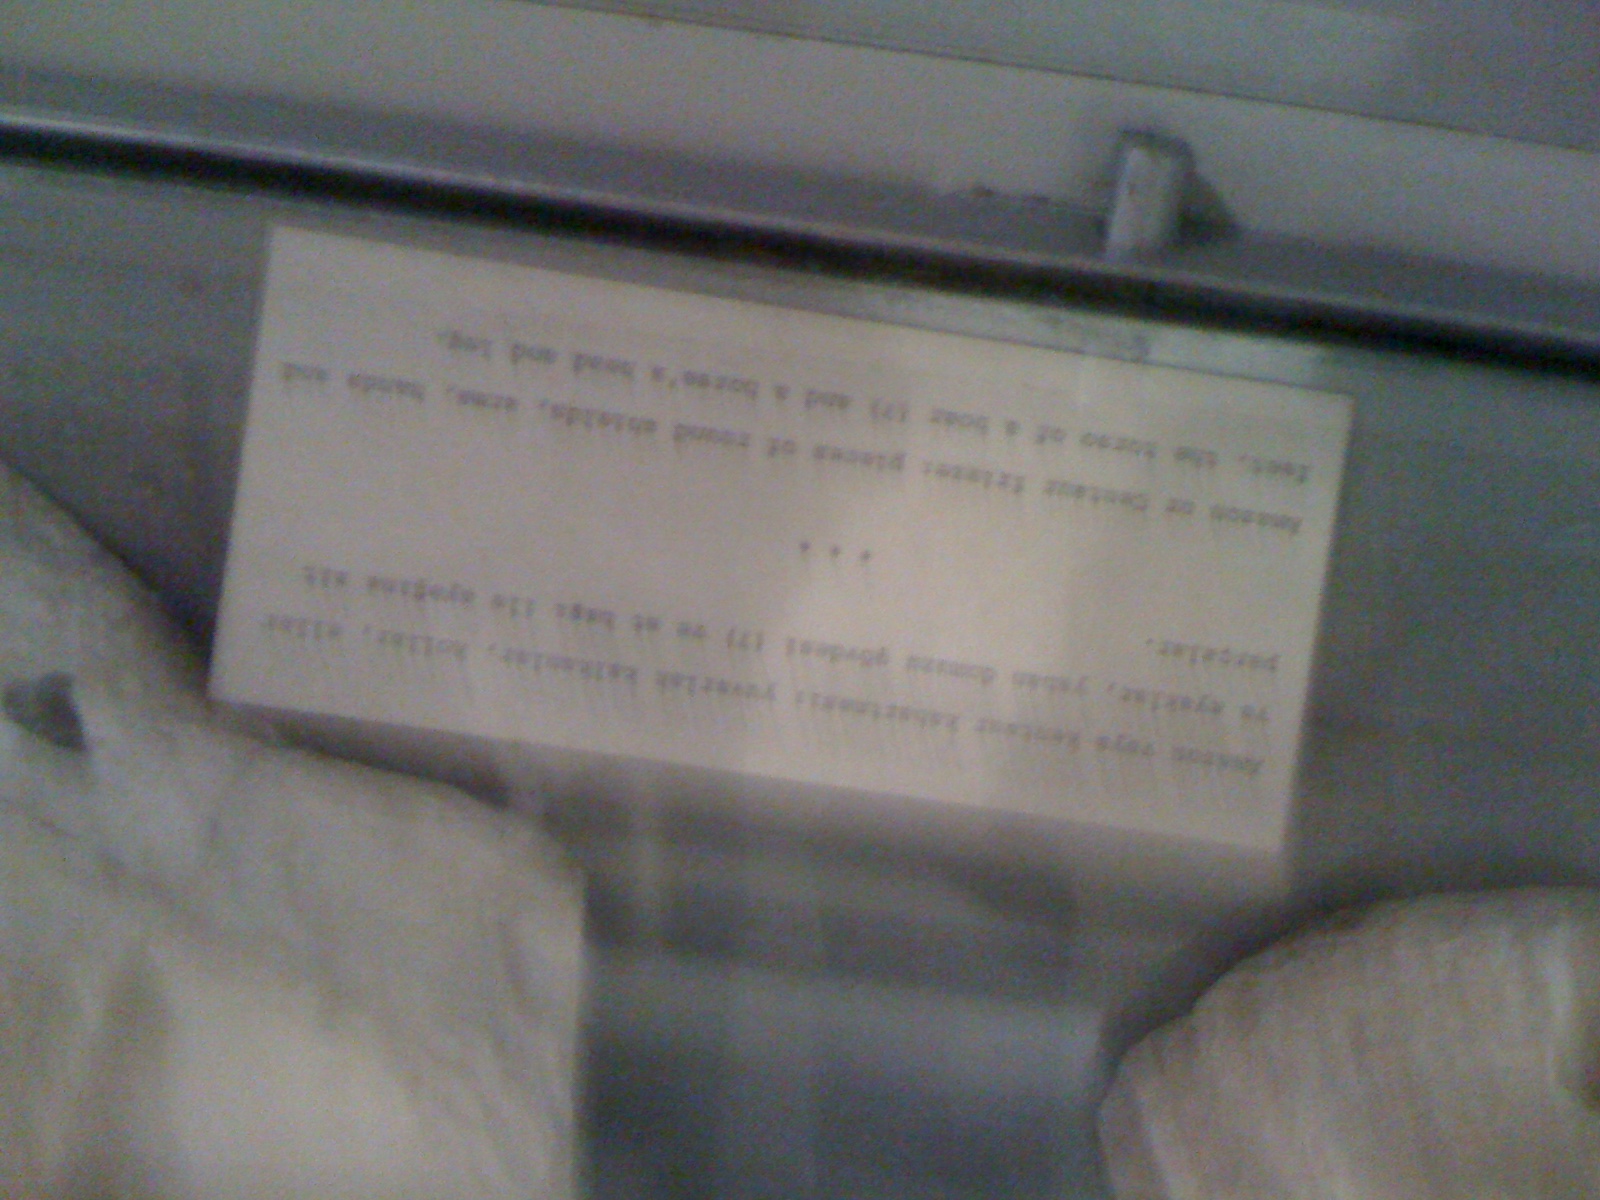 Amazon veya Kentaur kabartması: yuvarlak kalkanlar, kollar, eller
ve ayaklar, yaban domuzu gövdesi (?) ve at başı ile ayağına ait
parçalar.
* * *
Amazon or Centaur frieze: pieces of round shields, arms, hands and
feet, the torso of a boar (?) and a horse's head and leg.